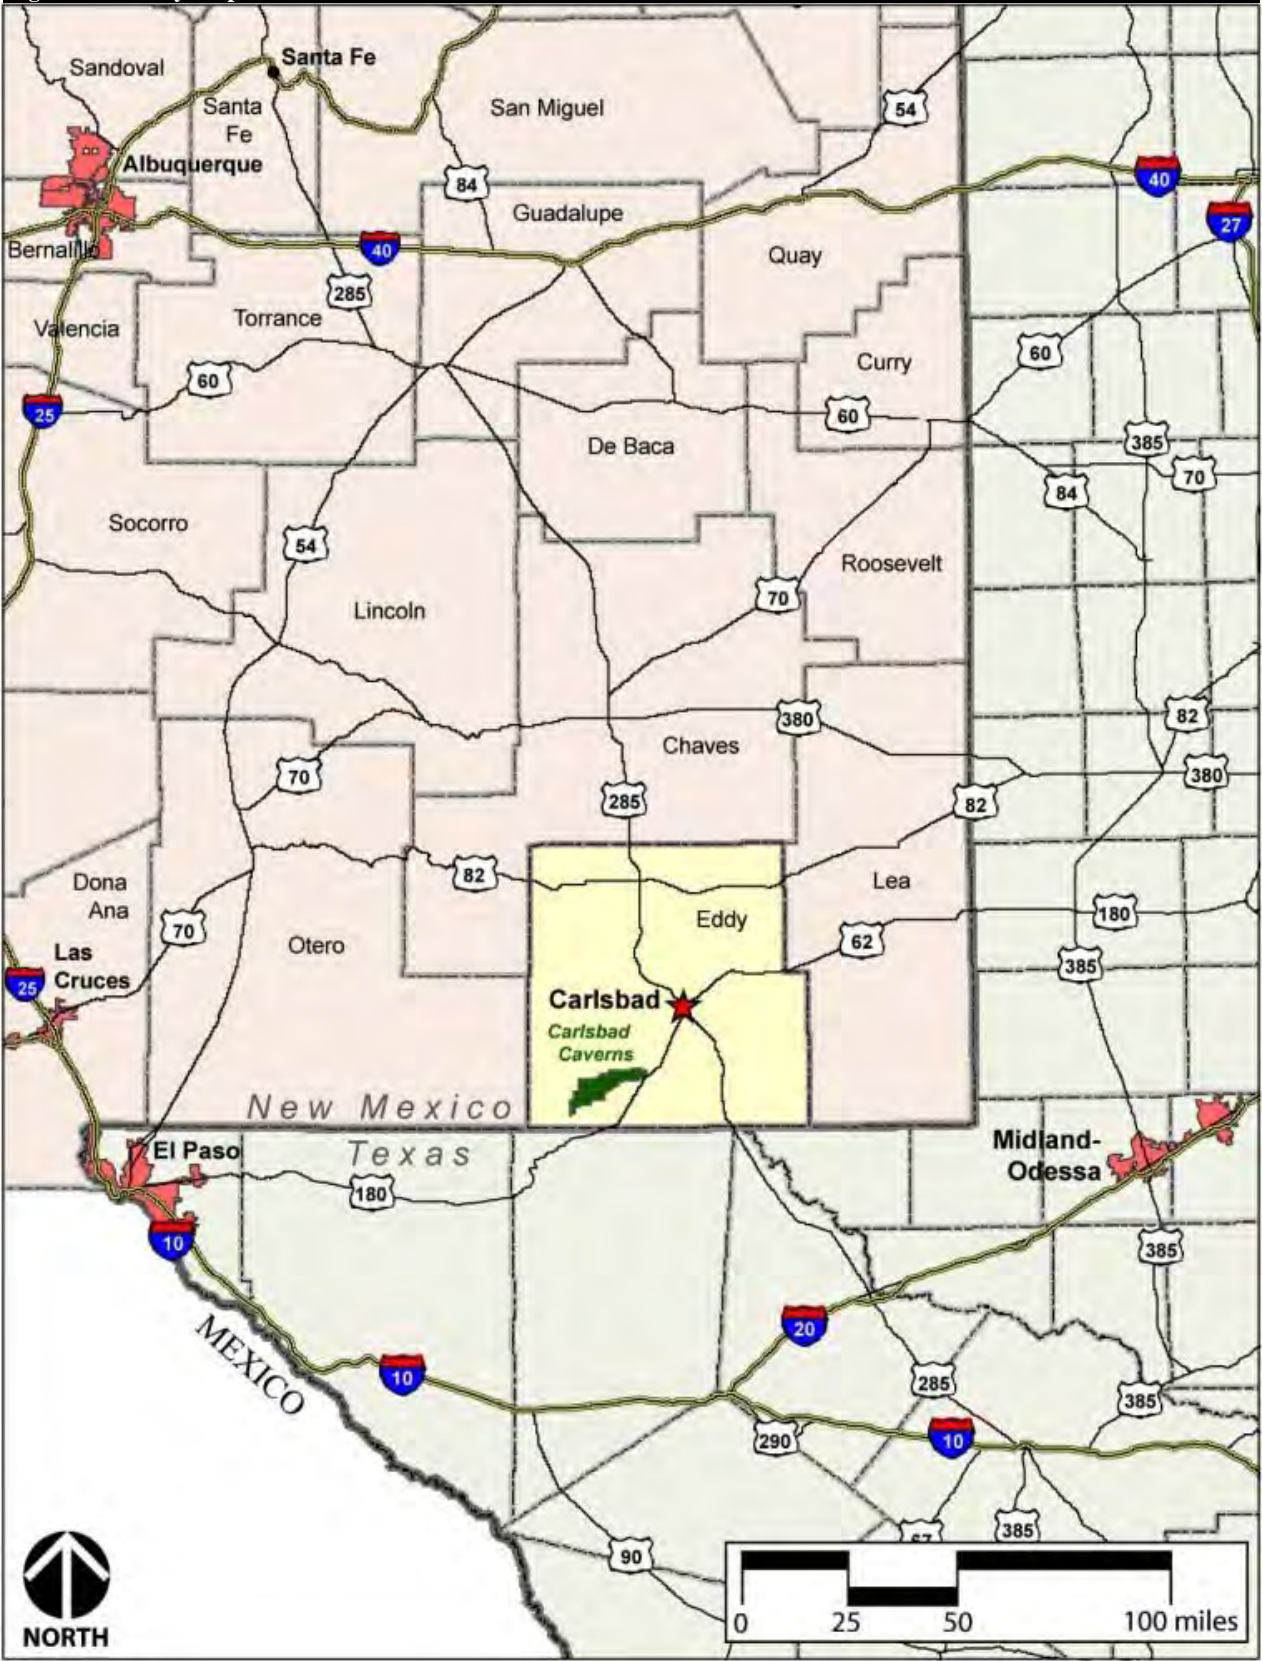 Sandoval
Santa Fe
Santa
Fe
San Miguel
54
Albuquerque
84
40
Guadalupe
27
Bernalillo
40
Quay
285
Torrance
Valencia
60
Curry
60
25
60
De Baca
385
70
84
Socorro
54
Roosevelt
70
Lincoln
380
82
Chaves
70
380
285
82
82
Dona
Ana
Lea
Eddy
180
70
62
Otero
Las
Cruces
385
25
Carlsbad
Carlsbad
Caverns
New Mexico
Texas
El Paso
Midland-
Odessa
180
10
385
MEXICO
20
10
285
385
290
10
67
385
90
NORTH
0 25 50 100 miles